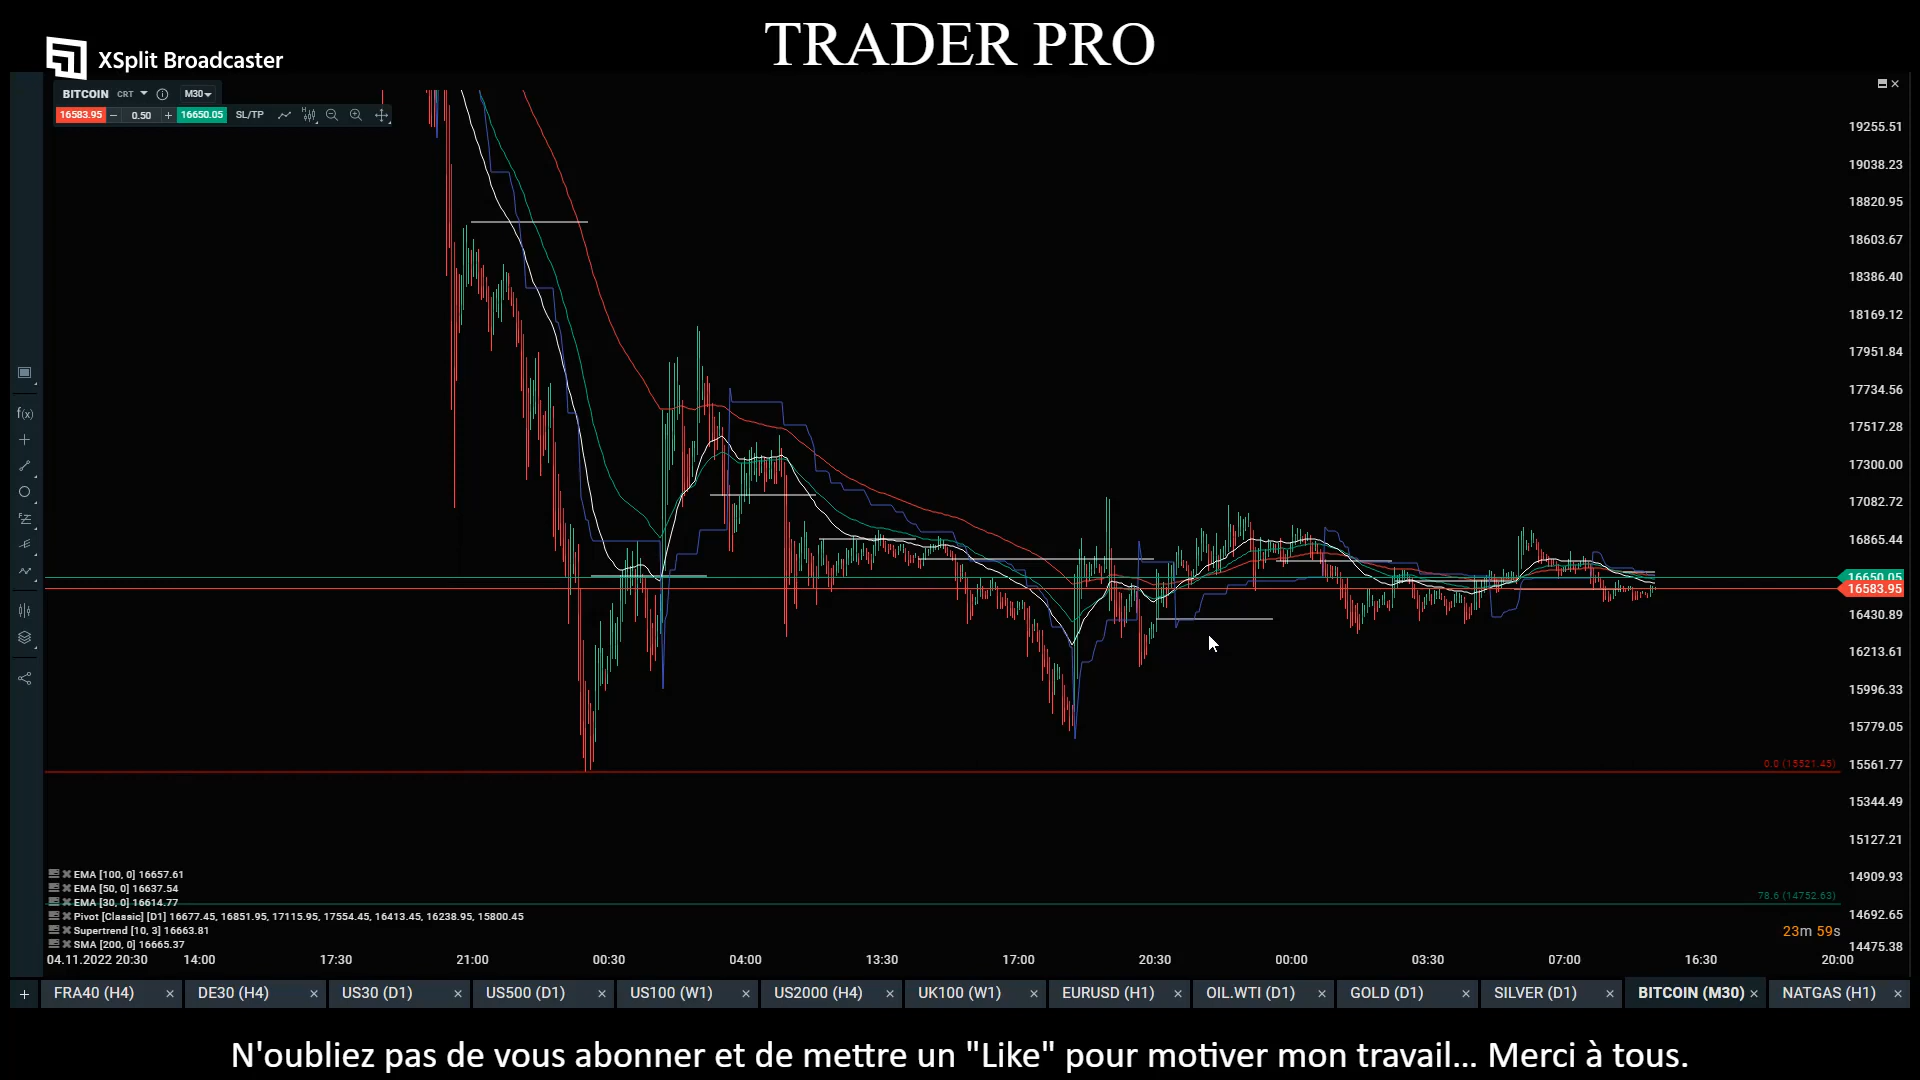 TRADER PRO
XSplit Broadcaster
BITCOIN CRT M30
16583.95 − 0.50 + 16650.05 SL/TP
19255.51
19038.23
18820.95
18603.67
18386.40
18169.12
17951.84
17734.56
17517.28
17300.00
17082.72
16865.44
16650.05
16583.95
16430.89
16213.61
15996.33
15779.05
0.0 (15521.45)
15561.77
15344.49
15127.21
14909.93
78.6 (14752.63)
14692.65
14475.38
f(x)
EMA [100, 0] 16657.61
EMA [50, 0] 16637.54
EMA [30, 0] 16614.77
Pivot [Classic] [D1] 16677.45, 16851.95, 17115.95, 17554.45, 16413.45, 16238.95, 15800.45
Supertrend [10, 3] 16663.81
SMA [200, 0] 16665.37
23m 59s
04.11.2022 20:30 14:00 17:30 21:00 00:30 04:00 13:30 17:00 20:30 00:00 03:30 07:00 16:30 20:00
+ FRA40 (H4) × DE30 (H4) × US30 (D1) × US500 (D1) × US100 (W1) × US2000 (H4) × UK100 (W1) × EURUSD (H1) × OIL.WTI (D1) × GOLD (D1) × SILVER (D1) × BITCOIN (M30) × NATGAS (H1) ×
N'oubliez pas de vous abonner et de mettre un "Like" pour motiver mon travail... Merci à tous.